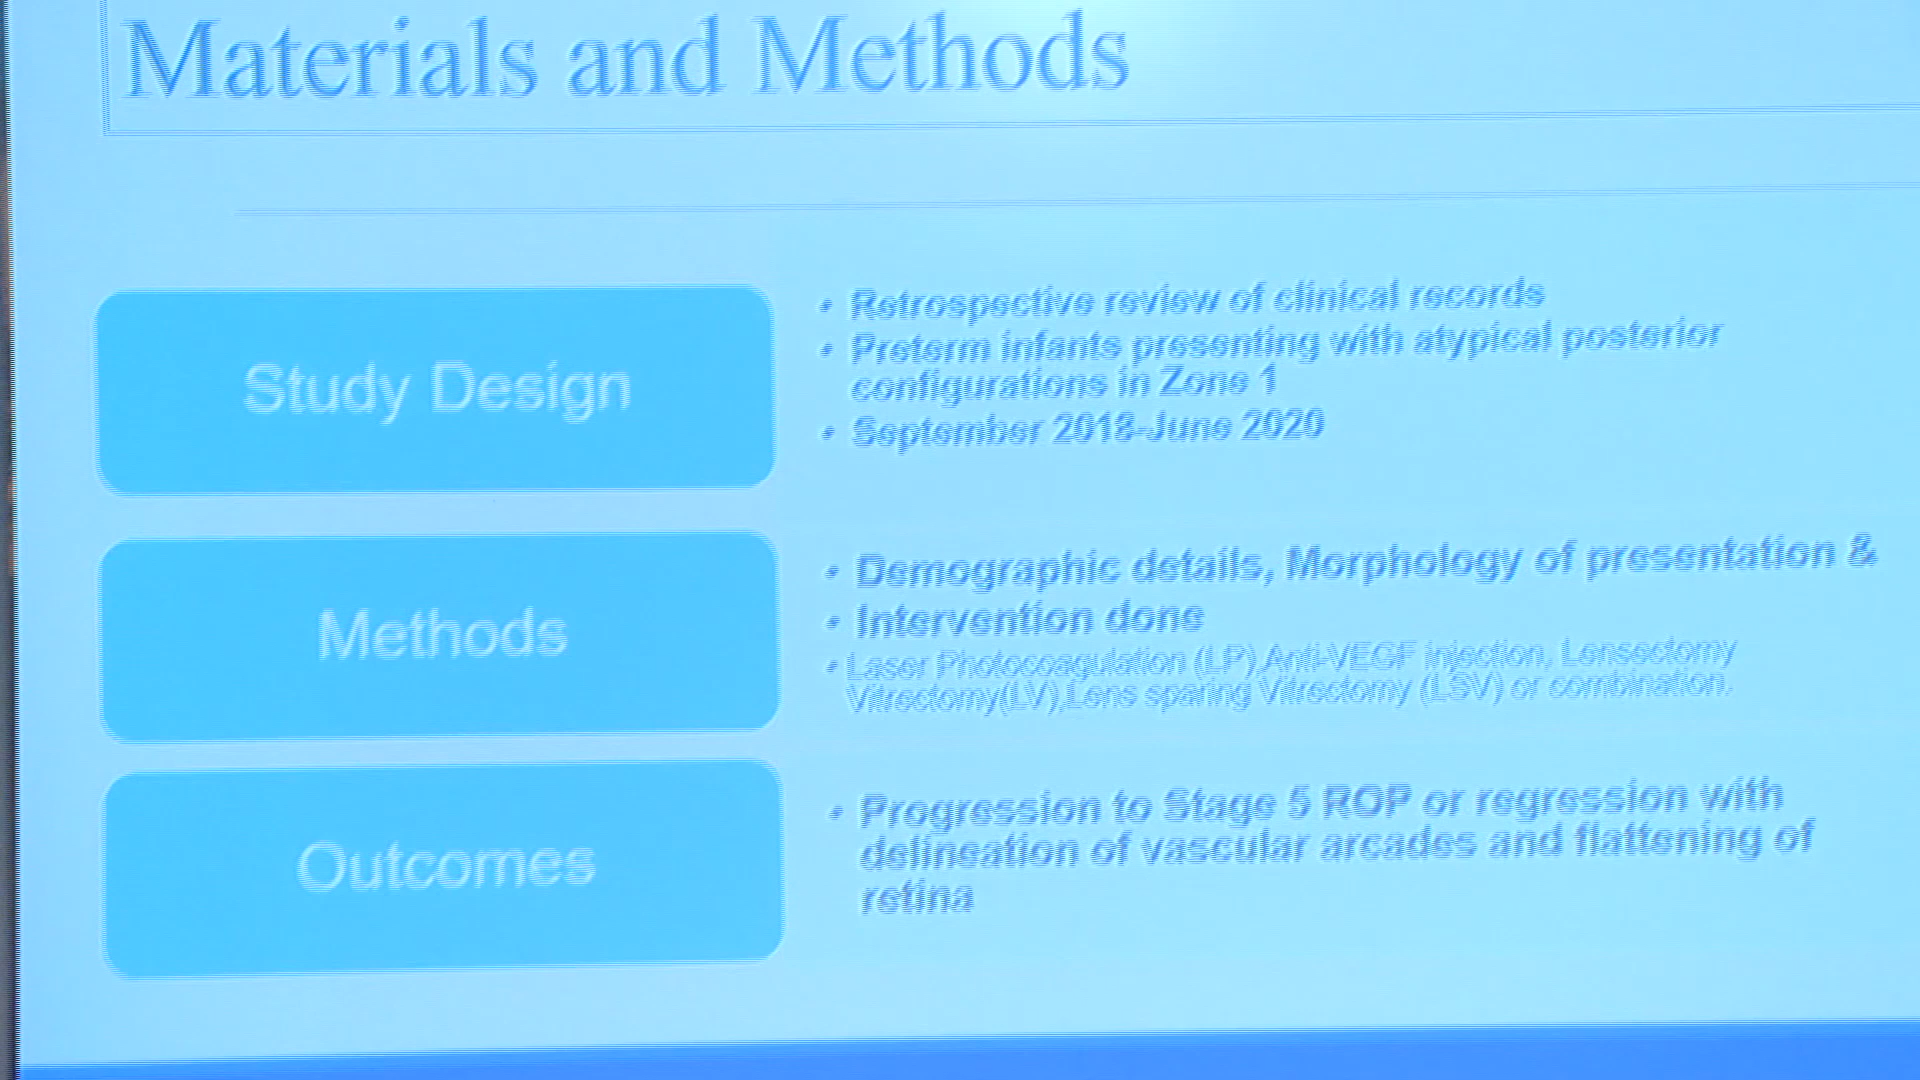 Materials and Methods
Study Design
• Retrospective review of clinical records
• Preterm infants presenting with atypical posterior
configurations in Zone 1
• September 2018-June 2020
Methods
• Demographic details, Morphology of presentation &
• Intervention done
• Laser Photocoagulation (LP),Anti-VEGF injection, Lensectomy
Vitrectomy(LV),Lens sparing Vitrectomy (LSV) or combination.
Outcomes
• Progression to Stage 5 ROP or regression with
delineation of vascular arcades and flattening of
retina